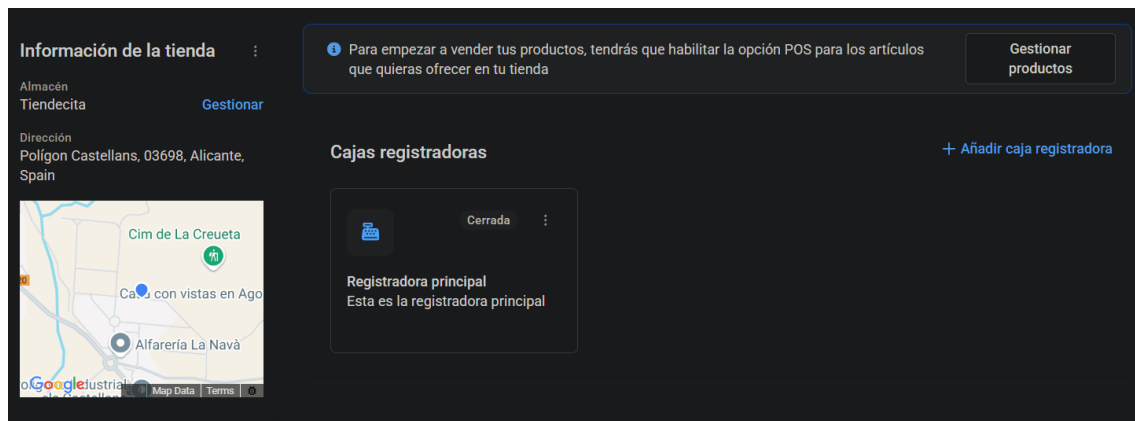 Información de la tienda
Almacén
Tiendecita
Gestionar
Dirección
Polígon Castellans, 03698, Alicante,
Spain
Cim de La Creueta
con vistas en Ago
Alfarería La Navà
Google
Map Data
Terms
Para empezar a vender tus productos, tendrás que habilitar la opción POS para los artículos
que quieras ofrecer en tu tienda
Gestionar
productos
Cajas registradoras
+ Añadir caja registradora
Cerrada
Registradora principal
Esta es la registradora principal